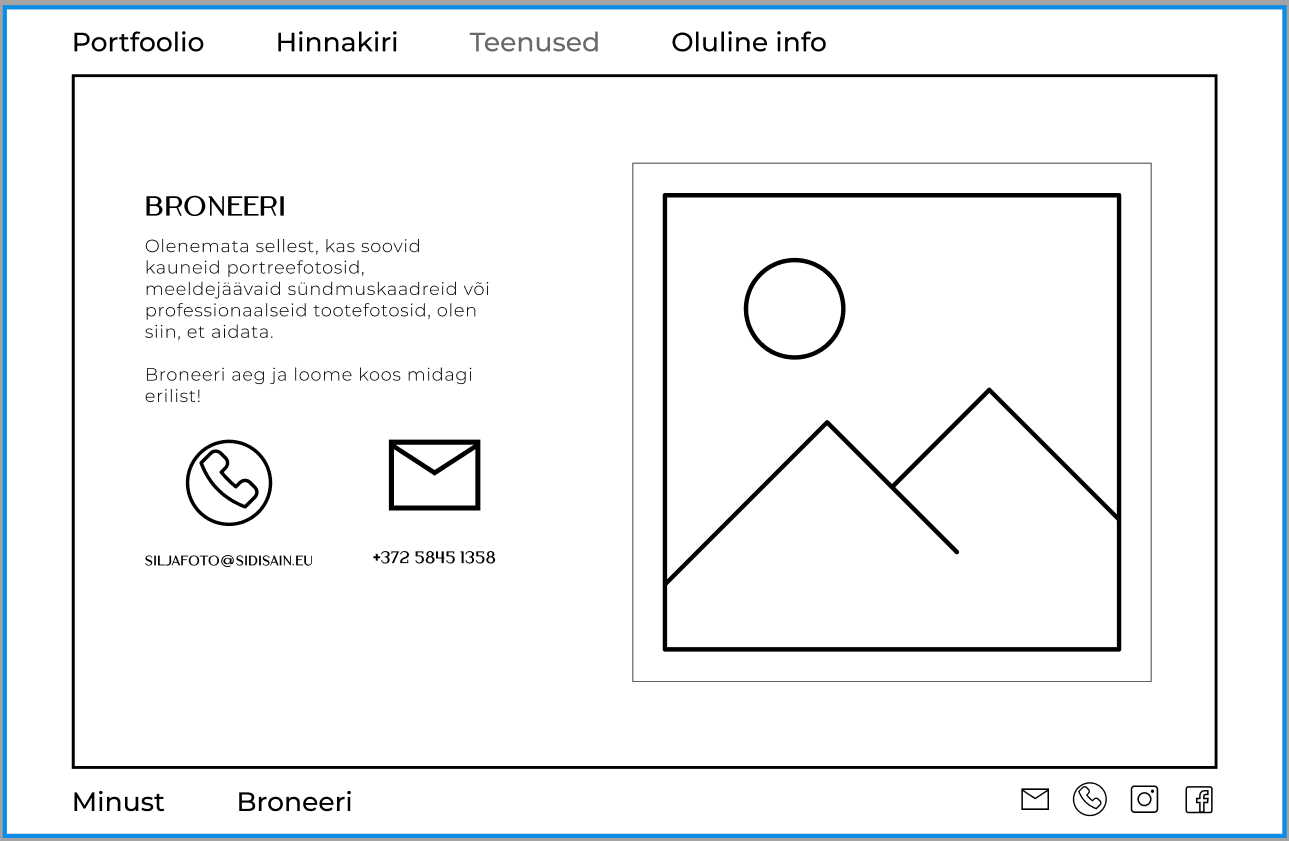 Portfoolio Hinnakiri Teenused Oluline info
BRONEERI
Olenemata sellest, kas soovid
kauneid portreefotosid,
meeldejäävaid sündmuskaadreid või
professionaalseid tootefotosid, olen
siin, et aidata.
Broneeri aeg ja loome koos midagi
erilist!
SILJAFOTO@SIDISAIN.EU +372 5845 1358
Minust Broneeri